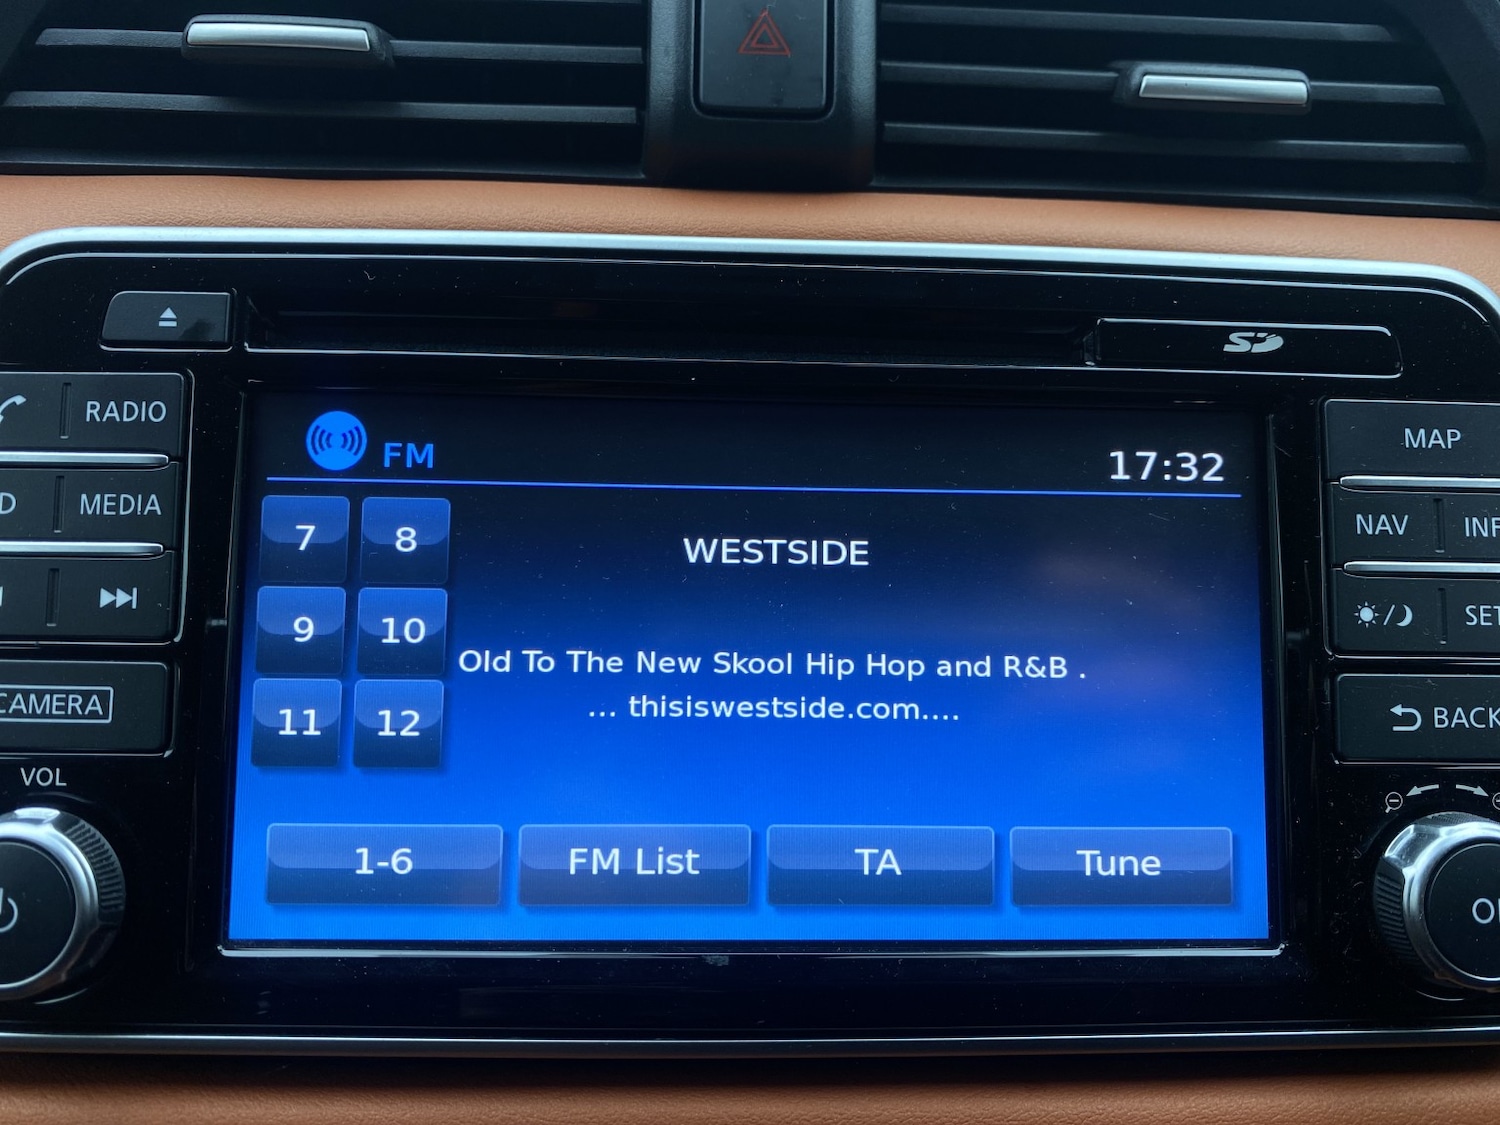 SD
RADIO
MAP
FM
17:32
7 8
WESTSIDE
MEDIA
NAV
9 10
Old To The New Skool Hip Hop and R&B .
... thisiswestside.com....
11 12
CAMERA
BACK
VOL
1-6 FM List TA Tune